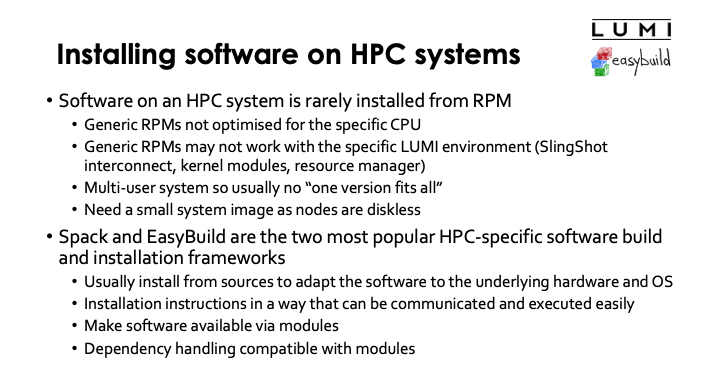 LUMI
Installing software on HPC systems
easybuild
• Software on an HPC system is rarely installed from RPM
• Generic RPMs not optimised for the specific CPU
• Generic RPMs may not work with the specific LUMI environment (SlingShot
interconnect, kernel modules, resource manager)
• Multi-user system so usually no “one version fits all”
• Need a small system image as nodes are diskless
• Spack and EasyBuild are the two most popular HPC-specific software build
and installation frameworks
• Usually install from sources to adapt the software to the underlying hardware and OS
• Installation instructions in a way that can be communicated and executed easily
• Make software available via modules
• Dependency handling compatible with modules